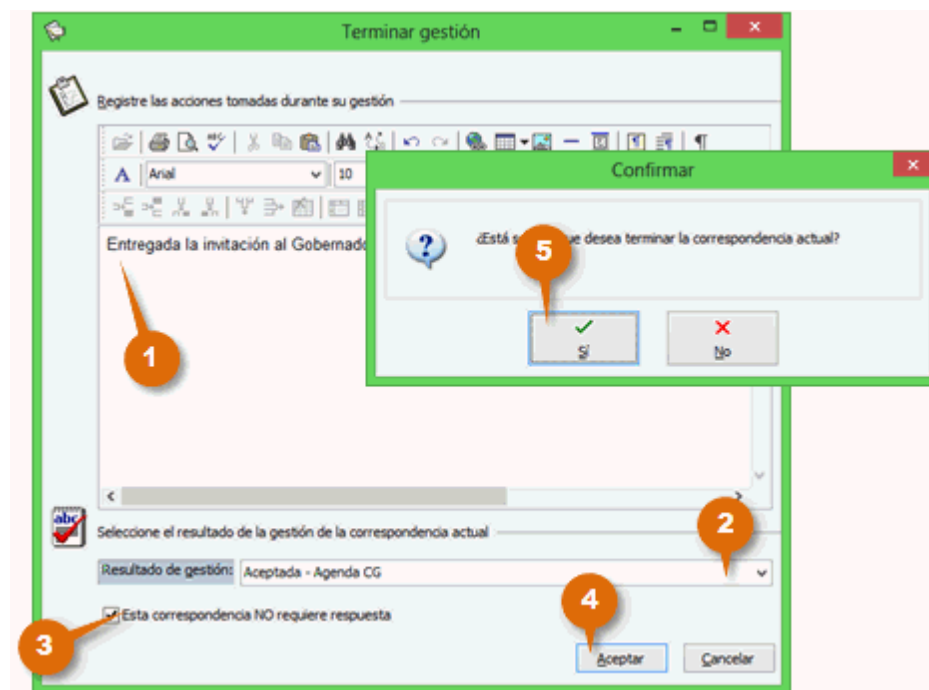 Terminar gestión
Registre las acciones tomadas durante su gestión
Arial
10
Confirmar
¿Está que desea terminar la correspondencia actual?
5
Sí
No
Entregada la invitación al Gobernado
1
abc
Seleccione el resultado de la gestión de la correspondencia actual
2
Resultado de gestión: Aceptada - Agenda CG
Esta correspondencia NO requiere respuesta
3
4
Aceptar Cancelar